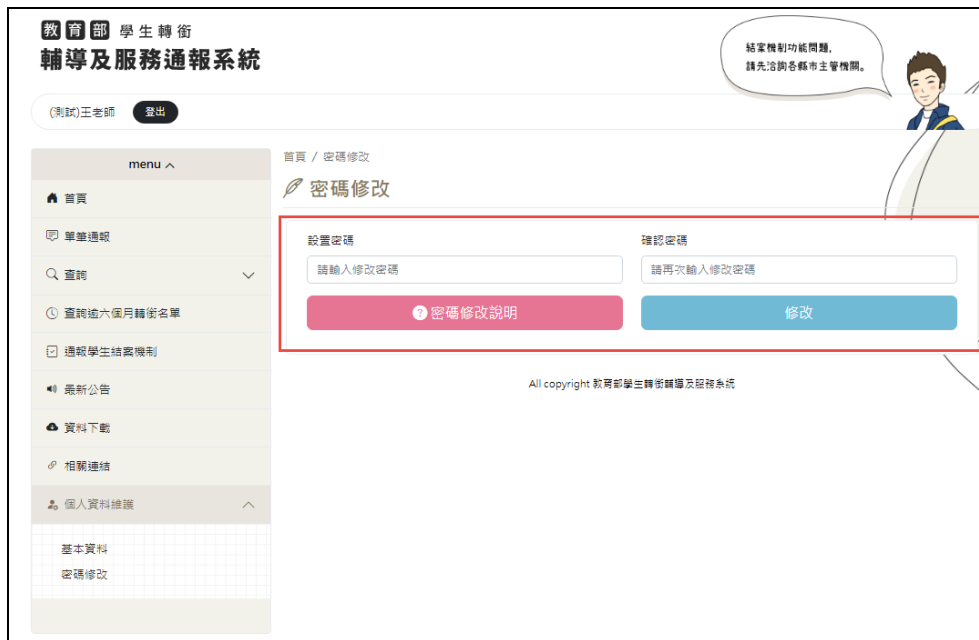 教育部 學生轉銜
輔導及服務通報系統
結案機制功能問題,
請先洽詢各縣市主管機關。
(測試)王老師 登出
menu
首頁
單筆通報
查詢
查詢逾六個月轉銜名單
通報學生結案機制
最新公告
資料下載
相關連結
個人資料維護
基本資料
密碼修改
首頁 / 密碼修改
密碼修改
設置密碼
請輸入修改密碼
確認密碼
請再次輸入修改密碼
密碼修改說明
修改
All copyright 教育部學生轉銜輔導及服務系統